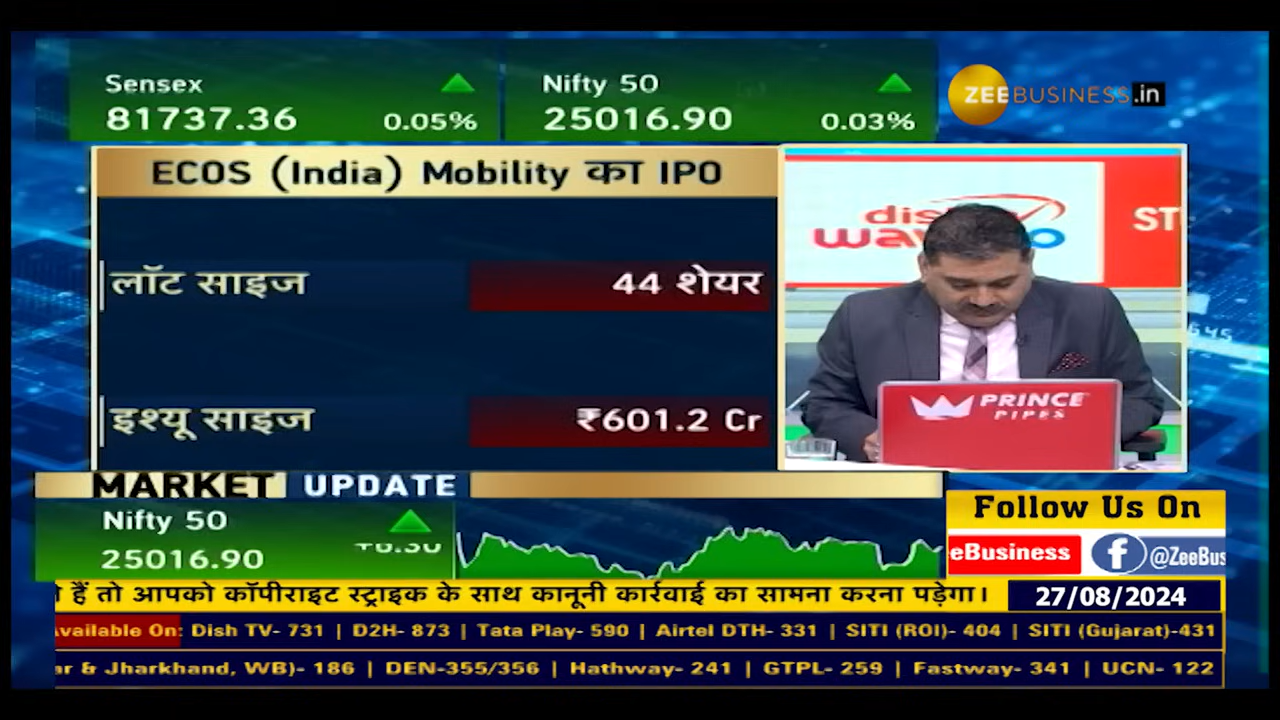 Sensex
81737.36 0.05%
Nifty 50
25016.90 0.03%
ZEEBUSINESS.in
ECOS (India) Mobility का IPO
लॉट साइज 44 शेयर
इश्यू साइज ₹601.2 Cr
PRINCE
PIPES
MARKET UPDATE
Nifty 50
25016.90
Follow Us On
eBusiness @ZeeBus
हैं तो आपको कॉपीराइट स्ट्राइक के साथ कानूनी कार्रवाई का सामना करना पड़ेगा।
27/08/2024
Available On: Dish TV- 731 | D2H- 873 | Tata Play- 590 | Airtel DTH- 331 | SITI (ROI)- 404 | SITI (Gujarat)-431
& Jharkhand, WB)- 186 | DEN-355/356 | Hathway- 241 | GTPL- 259 | Fastway- 341 | UCN- 122